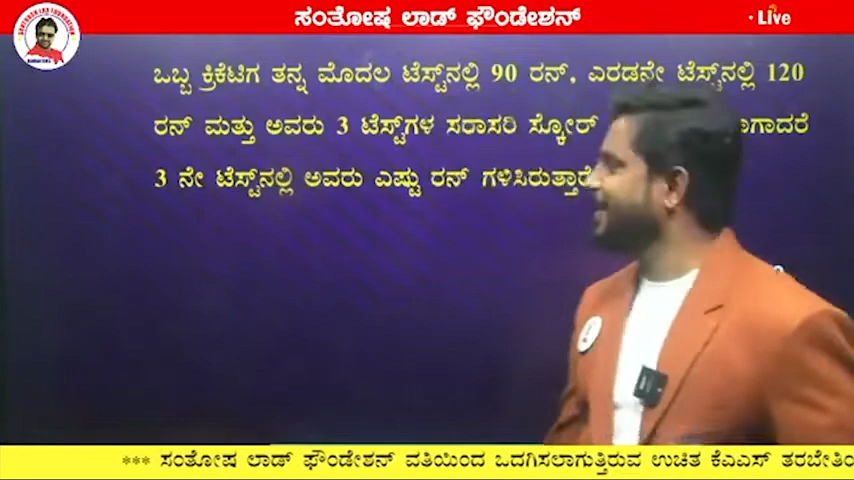 ಸಂತೋಷ ಲಾಡ್ ಫೌಂಡೇಶನ್
Live
ಒಬ್ಬ ಕ್ರಿಕೆಟಿಗ ತನ್ನ ಮೊದಲ ಟೆಸ್ಟ್‌ನಲ್ಲಿ 90 ರನ್, ಎರಡನೇ ಟೆಸ್ಟ್‌ನಲ್ಲಿ 120
ರನ್ ಮತ್ತು ಅವರು 3 ಟೆಸ್ಟ್‌ಗಳ ಸರಾಸರಿ ಸ್ಕೋರ್
3 ನೇ ಟೆಸ್ಟ್‌ನಲ್ಲಿ ಅವರು ಎಷ್ಟು ರನ್ ಗಳಿಸಿರುತ್ತಾರೆ
*** ಸಂತೋಷ ಲಾಡ್ ಫೌಂಡೇಶನ್ ವತಿಯಿಂದ ಒದಗಿಸಲಾಗುತ್ತಿರುವ ಉಚಿತ ಕೆಎಎಸ್